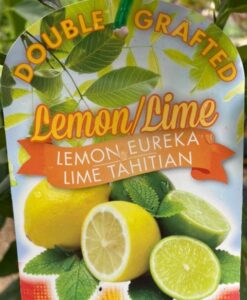 DOUBLE GRAFTED
Lemon/Lime
LEMON EUREKA
LIME TAHITIAN